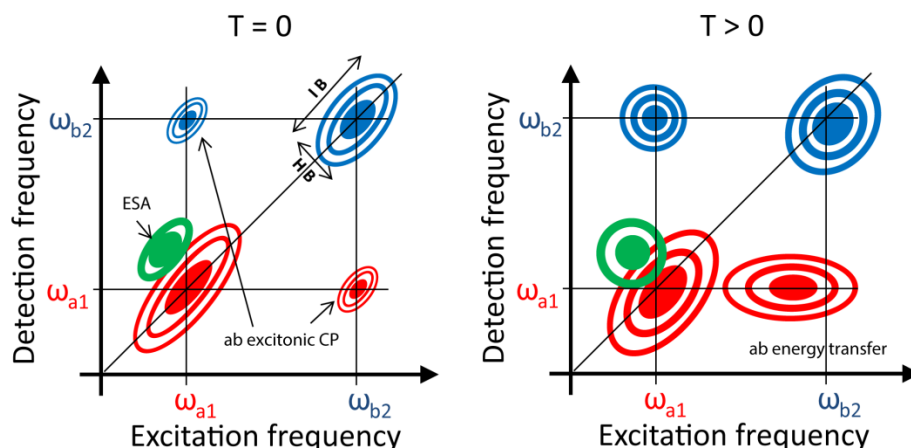 T = 0
Detection frequency
ω_b2
ω_a1
ESA
IB
HB
ab excitonic CP
ω_a1
ω_b2
Excitation frequency
T > 0
Detection frequency
ω_b2
ω_a1
ab energy transfer
ω_a1
ω_b2
Excitation frequency